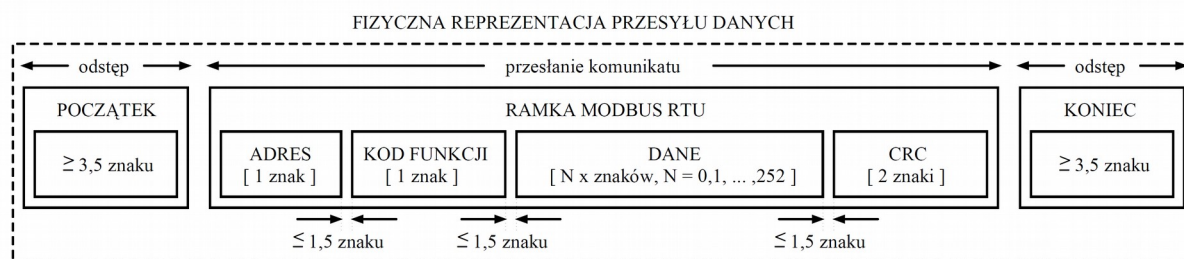 FIZYCZNA REPREZENTACJA PRZESYŁU DANYCH
odstęp
przesłanie komunikatu
odstęp
POCZĄTEK
≥ 3,5 znaku
RAMKA MODBUS RTU
ADRES
[ 1 znak ]
KOD FUNKCJI
[ 1 znak ]
DANE
[ N x znaków, N = 0,1, ... ,252 ]
CRC
[ 2 znaki ]
KONIEC
≥ 3,5 znaku
≤ 1,5 znaku
≤ 1,5 znaku
≤ 1,5 znaku